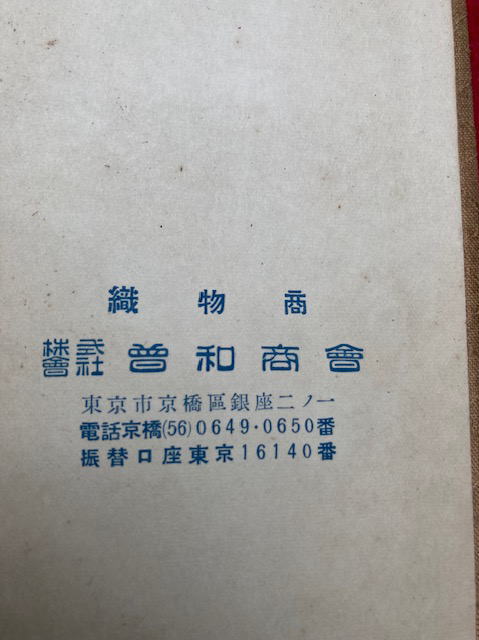 織物商
株式會社 曽和商會
東京市京橋區銀座二ノ一
電話京橋(56)0649・0650番
振替口座東京16140番